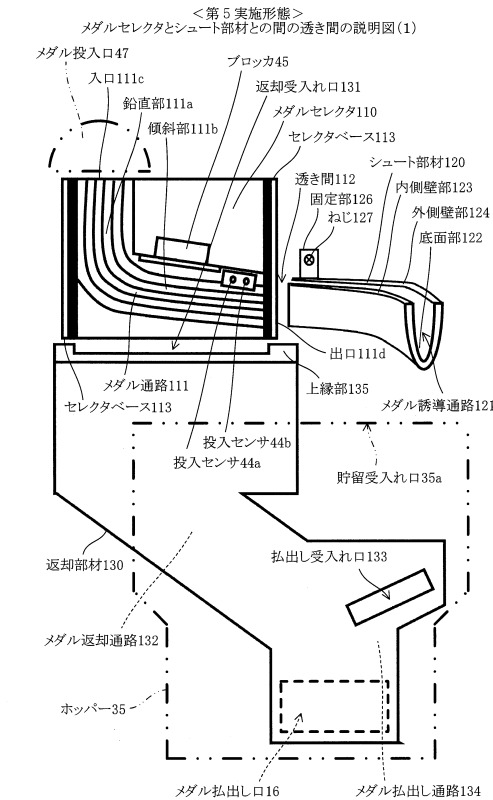 ＜第５実施形態＞
メダルセレクタとシュート部材との間の透き間の説明図(1)
メダル投入口47
ブロッカ45
入口111c
返却受入れ口131
鉛直部111a
メダルセレクタ110
傾斜部111b
セレクタベース113
シュート部材120
透き間112
内側壁部123
固定部126
外側壁部124
ねじ127
底面部122
出口111d
メダル通路111
上縁部135
セレクタベース113
メダル誘導通路121
投入センサ44b
投入センサ44a
貯留受入れ口35a
払出し受入れ口133
返却部材130
メダル返却通路132
ホッパー35
メダル払出し口16
メダル払出し通路134